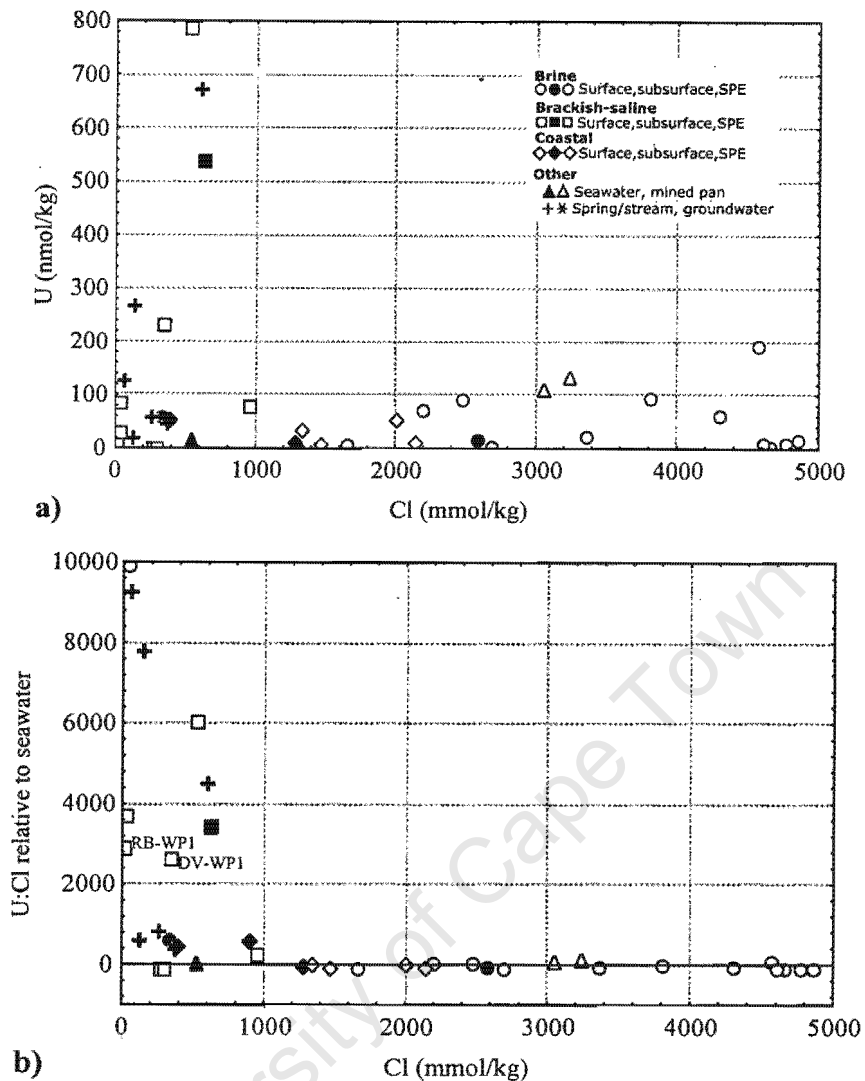 800
700
600
500
400
300
200
100
0
U (nmol/kg)
Brine
Surface,subsurface,SPE
Brackish-saline
Surface,subsurface,SPE
Coastal
Surface,subsurface,SPE
Other
Seawater, mined pan
Spring/stream, groundwater
0 1000 2000 3000 4000 5000
a)
Cl (mmol/kg)
10000
8000
6000
4000
2000
0
U:Cl relative to seawater
RB-WP1
DV-WP1
0 1000 2000 3000 4000 5000
b)
Cl (mmol/kg)
ersity of Cape Town